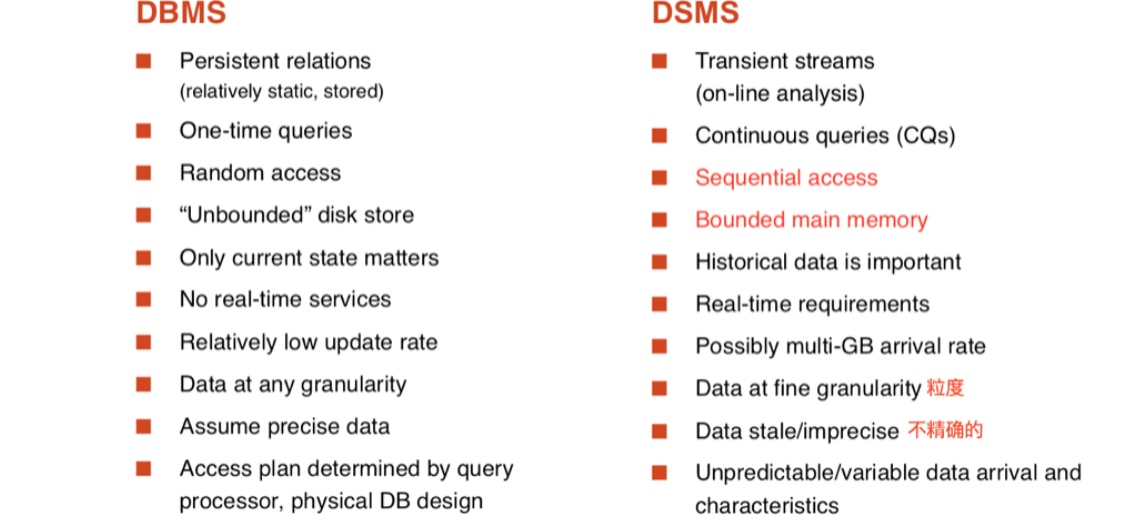 DBMS
Persistent relations
(relatively static, stored)
One-time queries
Random access
“Unbounded” disk store
Only current state matters
No real-time services
Relatively low update rate
Data at any granularity
Assume precise data
Access plan determined by query
processor, physical DB design
DSMS
Transient streams
(on-line analysis)
Continuous queries (CQs)
Sequential access
Bounded main memory
Historical data is important
Real-time requirements
Possibly multi-GB arrival rate
Data at fine granularity 粒度
Data stale/imprecise 不精确的
Unpredictable/variable data arrival and
characteristics